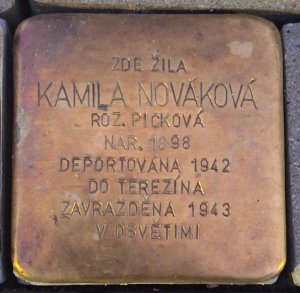 ZDE ŽILA
KAMILA NOVÁKOVÁ
ROZ. PICKOVÁ
NAR. 1898
DEPORTOVÁNA 1942
DO TEREZÍNA
ZAVRAŽDĚNA 1943
V OSVĚTIMI